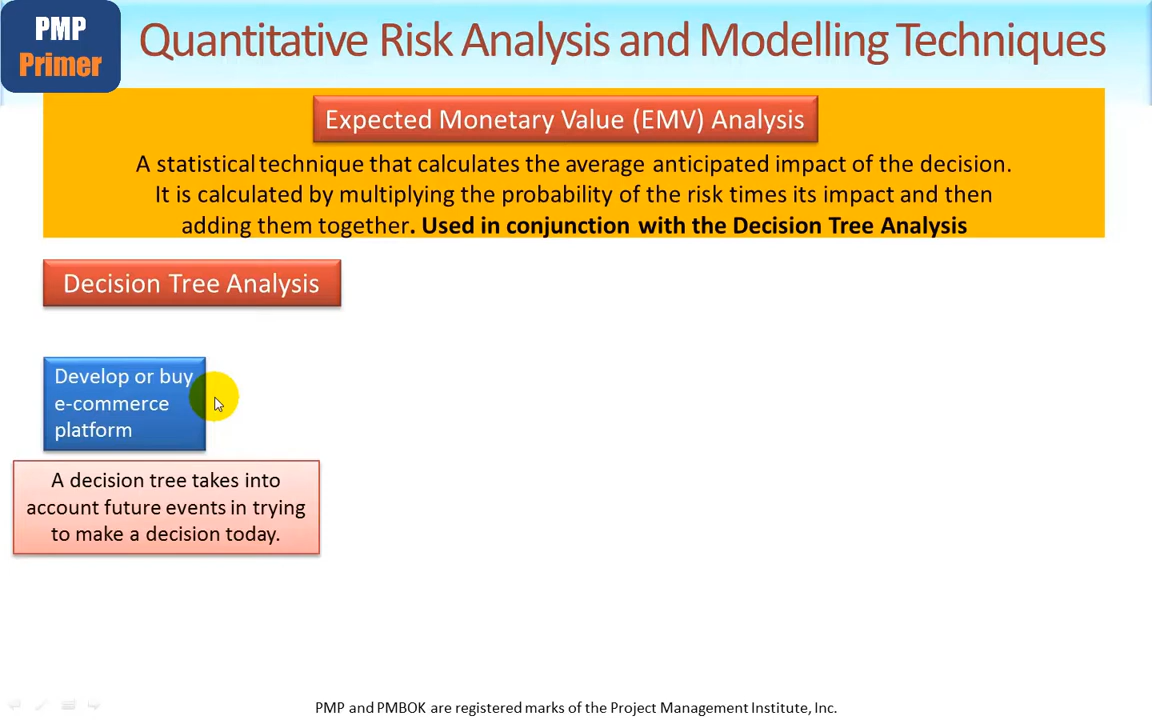 PMP
Primer
Quantitative Risk Analysis and Modelling Techniques
Expected Monetary Value (EMV) Analysis
A statistical technique that calculates the average anticipated impact of the decision.
It is calculated by multiplying the probability of the risk times its impact and then
adding them together. Used in conjunction with the Decision Tree Analysis
Decision Tree Analysis
Develop or buy
e-commerce
platform
A decision tree takes into
account future events in trying
to make a decision today.
PMP and PMBOK are registered marks of the Project Management Institute, Inc.